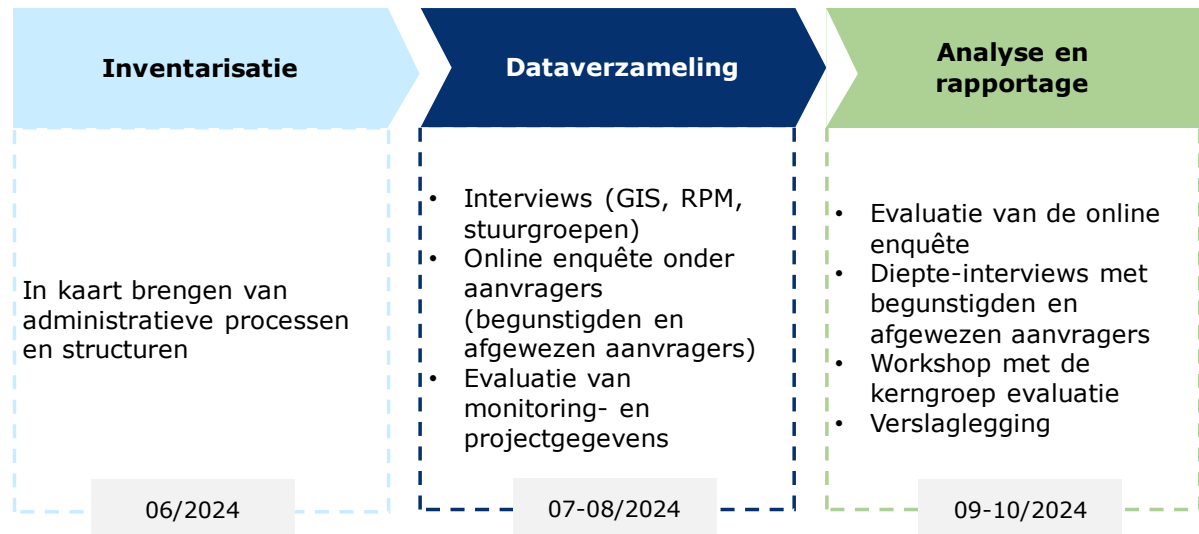 Inventarisatie
In kaart brengen van
administratieve processen
en structuren
06/2024
Dataverzameling
• Interviews (GIS, RPM,
stuurgroepen)
• Online enquête onder
aanvragers
(begunstigden en
afgewezen aanvragers)
• Evaluatie van
monitoring- en
projectgegevens
07-08/2024
Analyse en
rapportage
• Evaluatie van de online
enquête
• Diepte-interviews met
begunstigden en
afgewezen aanvragers
• Workshop met de
kerngroep evaluatie
• Verslaglegging
09-10/2024